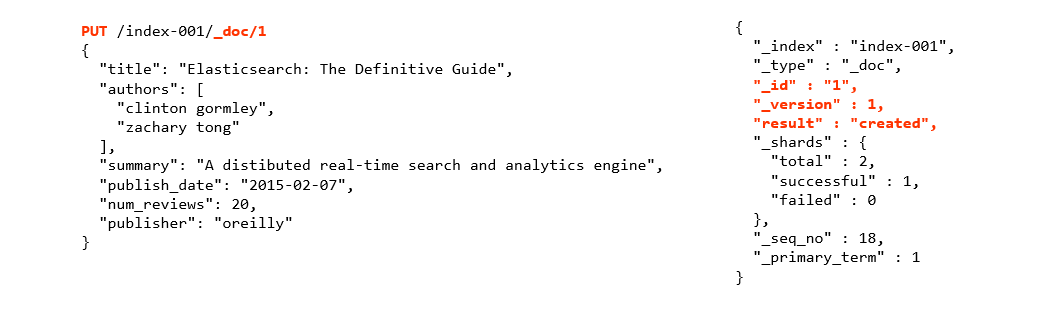 PUT /index-001/_doc/1
{
  "title": "Elasticsearch: The Definitive Guide",
  "authors": [
    "clinton gormley",
    "zachary tong"
  ],
  "summary": "A distibuted real-time search and analytics engine",
  "publish_date": "2015-02-07",
  "num_reviews": 20,
  "publisher": "oreilly"
}
{
  "_index" : "index-001",
  "_type" : "_doc",
  "_id" : "1",
  "_version" : 1,
  "result" : "created",
  "_shards" : {
    "total" : 2,
    "successful" : 1,
    "failed" : 0
  },
  "_seq_no" : 18,
  "_primary_term" : 1
}